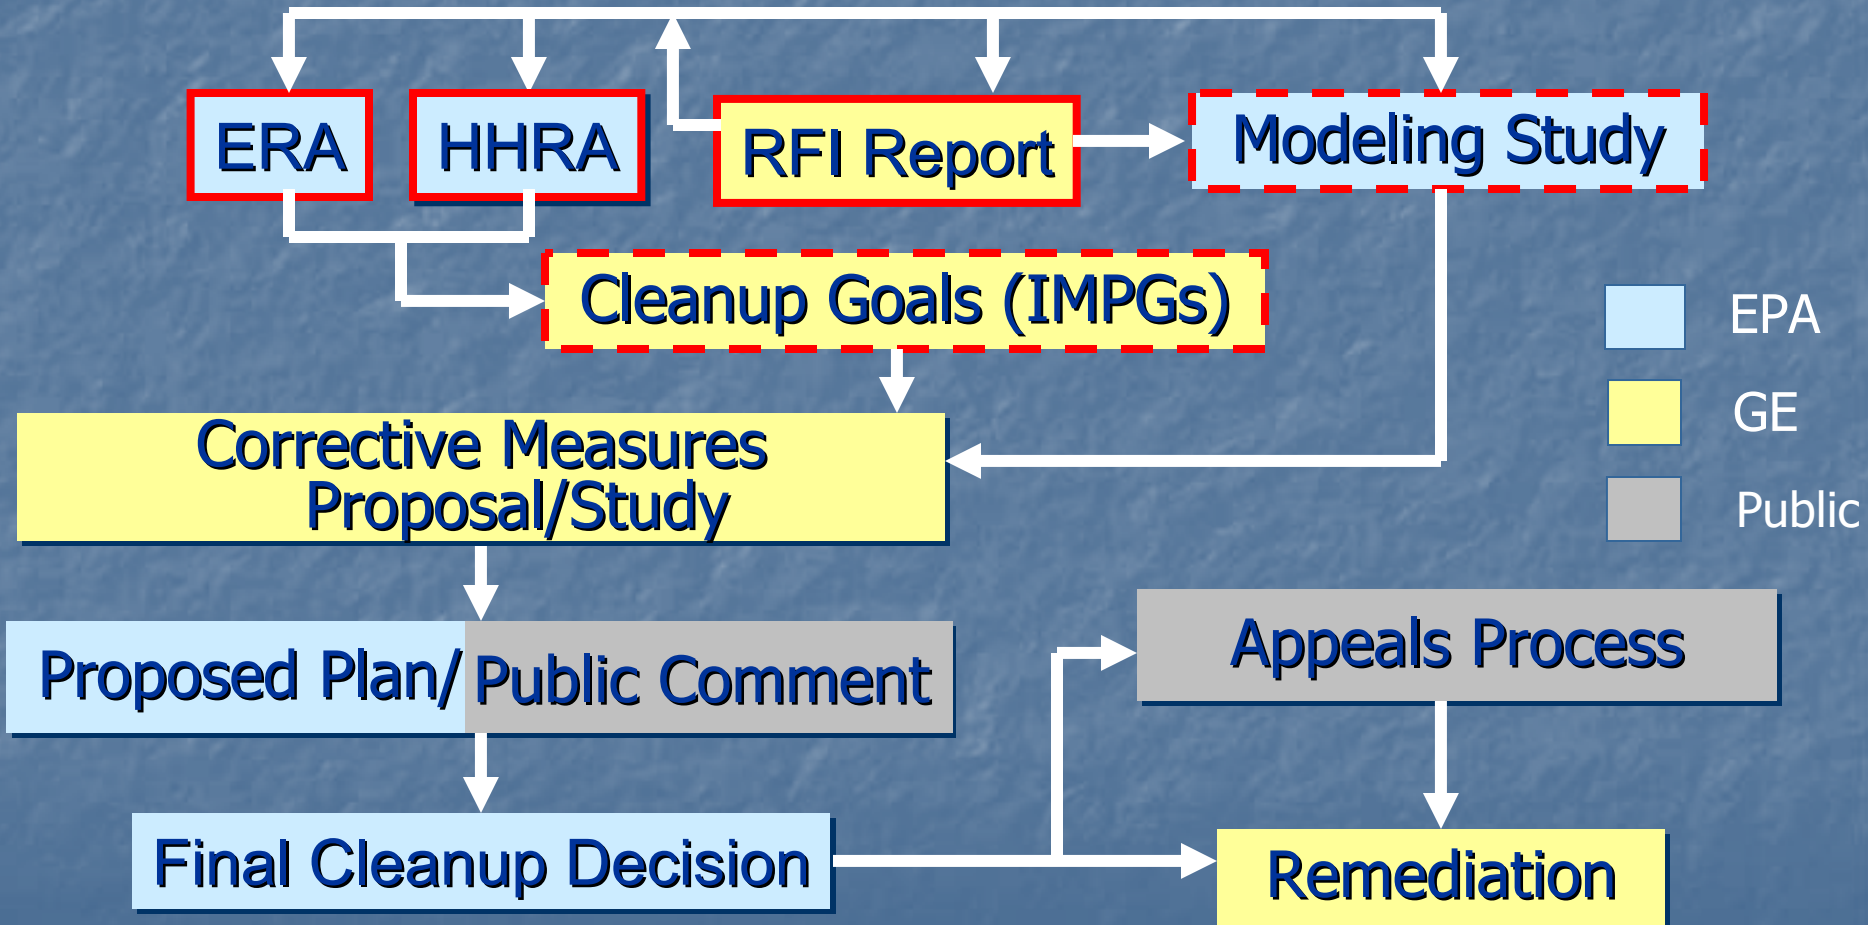 ERA
HHRA
RFI Report
Modeling Study
Cleanup Goals (IMPGs)
EPA
GE
Public
Corrective Measures
Proposal/Study
Proposed Plan/
Public Comment
Appeals Process
Final Cleanup Decision
Remediation